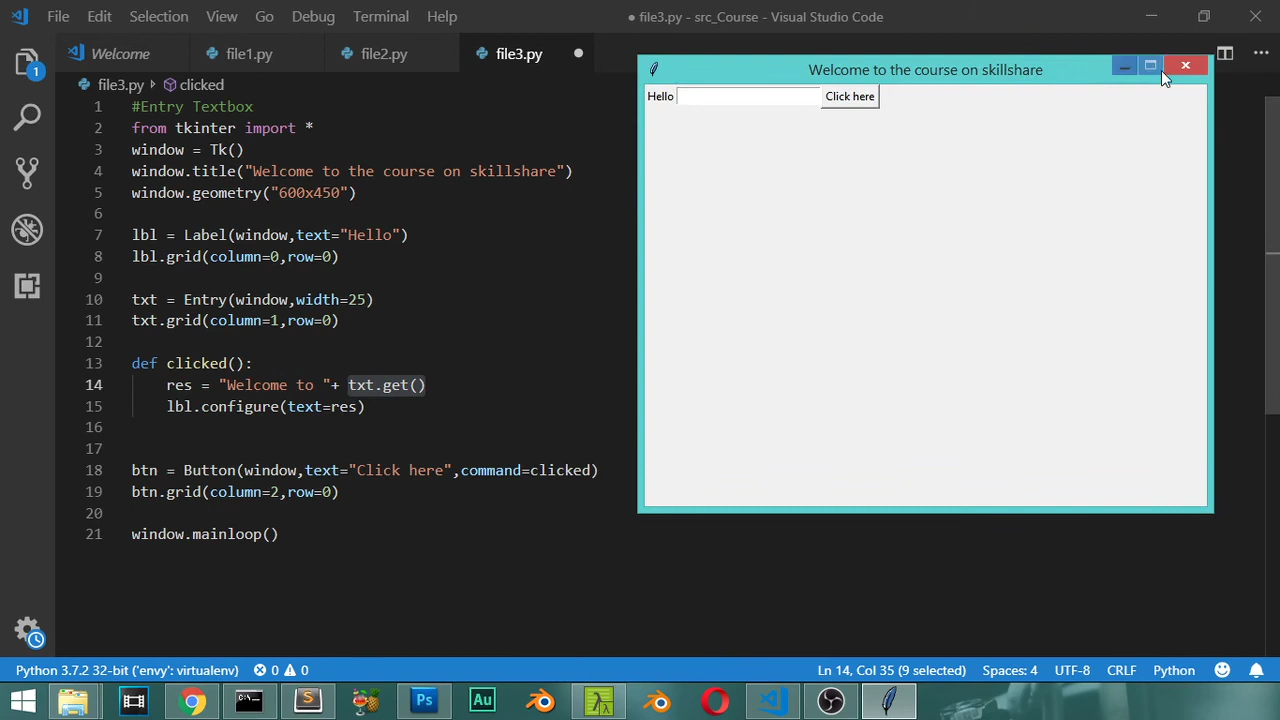 File Edit Selection View Go Debug Terminal Help
file3.py - src_Course - Visual Studio Code
Welcome file1.py file2.py file3.py
file3.py clicked
1 #Entry Textbox
2 from tkinter import *
3 window = Tk()
4 window.title("Welcome to the course on skillshare")
5 window.geometry("600x450")
6
7 lbl = Label(window,text="Hello")
8 lbl.grid(column=0,row=0)
9
10 txt = Entry(window,width=25)
11 txt.grid(column=1,row=0)
12
13 def clicked():
14 res = "Welcome to "+ txt.get()
15 lbl.configure(text=res)
16
17
18 btn = Button(window,text="Click here",command=clicked)
19 btn.grid(column=2,row=0)
20
21 window.mainloop()
Welcome to the course on skillshare
Hello Click here
1
Python 3.7.2 32-bit ('envy': virtualenv) 0 0 Ln 14, Col 35 (9 selected) Spaces: 4 UTF-8 CRLF Python
Ps Au